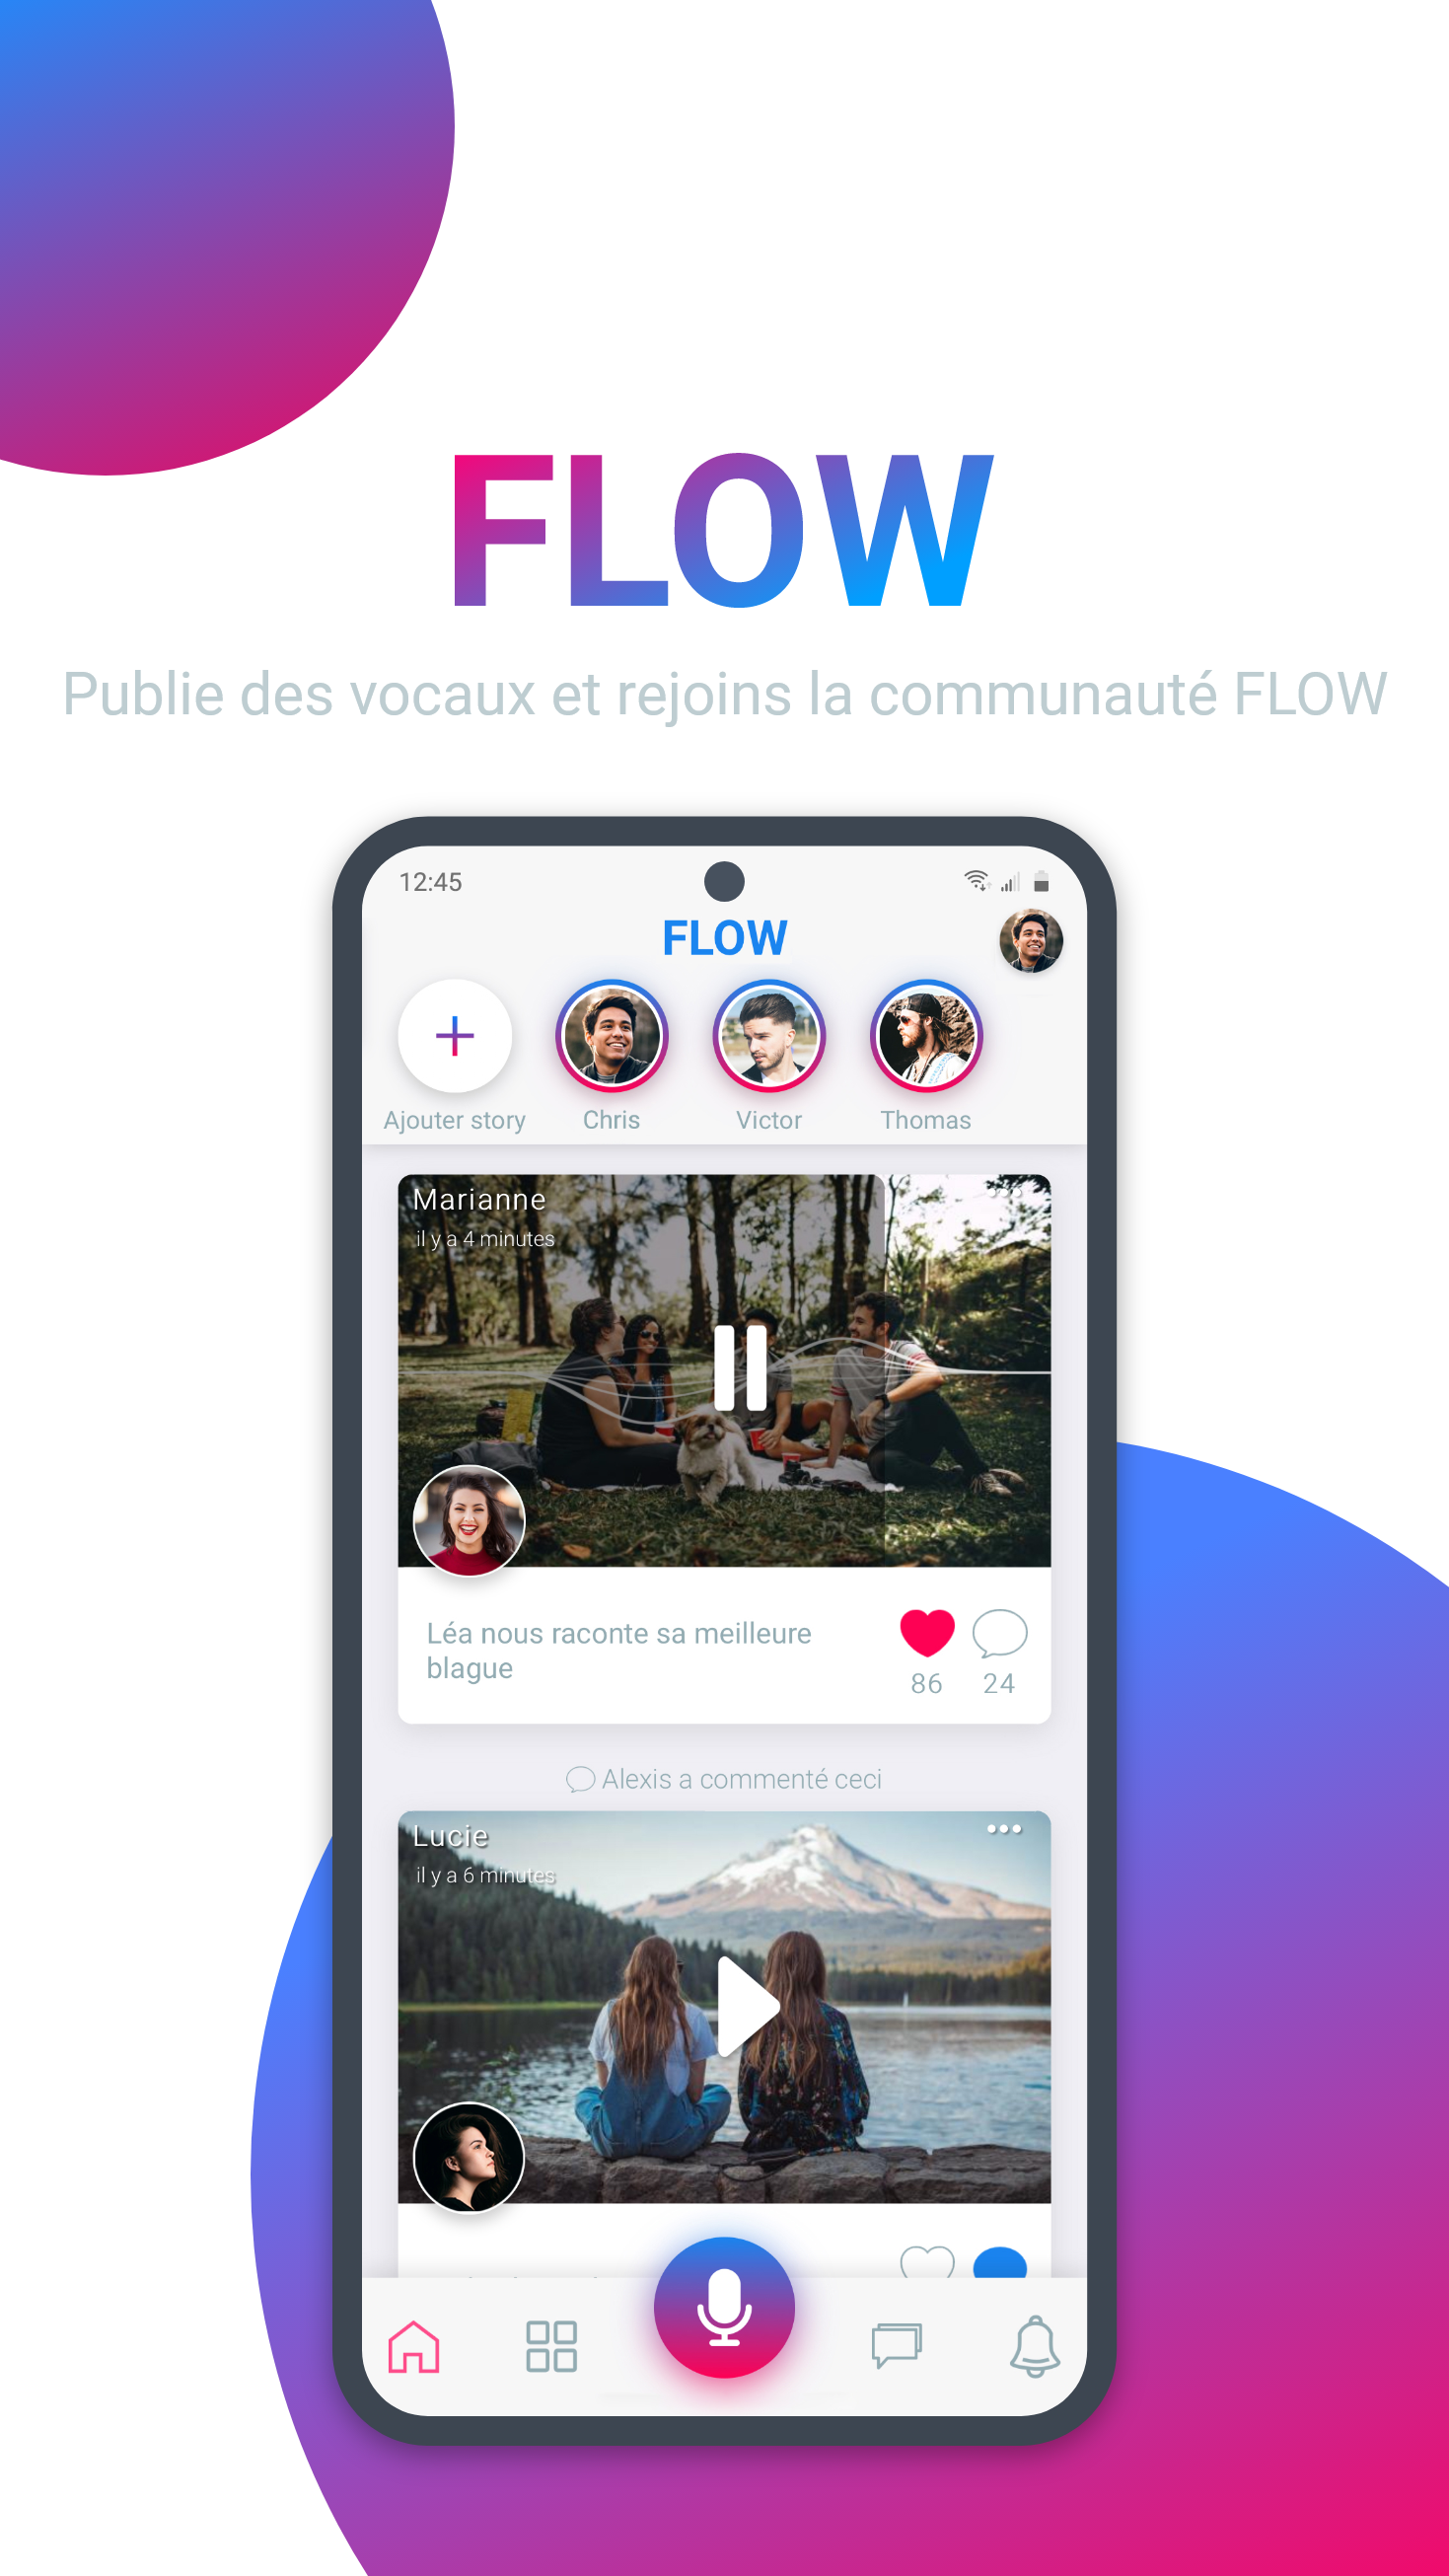 FLOW
Publie des vocaux et rejoins la communauté FLOW
12:45
FLOW
Ajouter story
Chris
Victor
Thomas
Marianne
il y a 4 minutes
Léa nous raconte sa meilleure
blague
86
24
Alexis a commenté ceci
Lucie
il y a 6 minutes